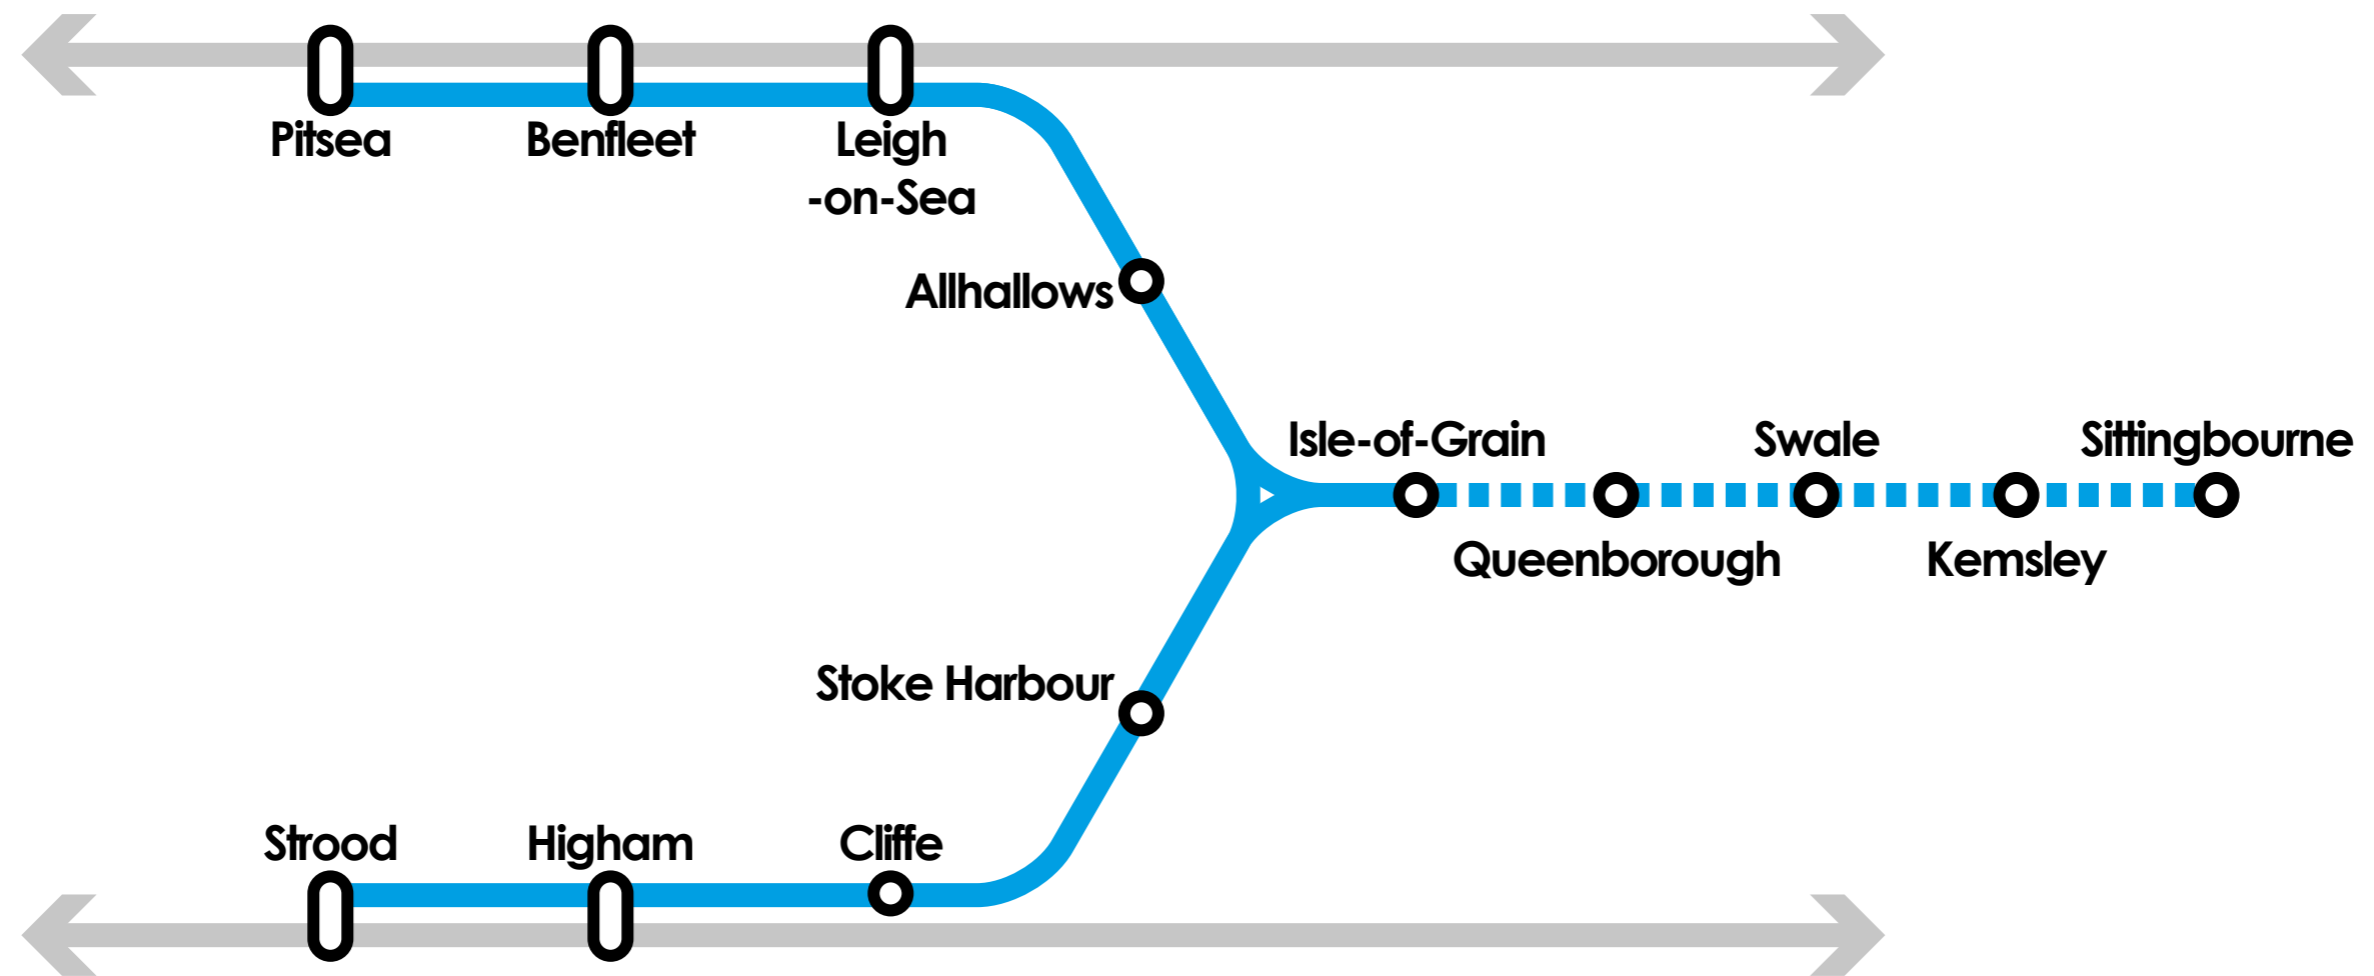 Pitsea
Benfleet
Leigh
-on-Sea
Allhallows
Isle-of-Grain
Swale
Sittingbourne
Queenborough
Kemsley
Stoke Harbour
Strood
Higham
Cliffe